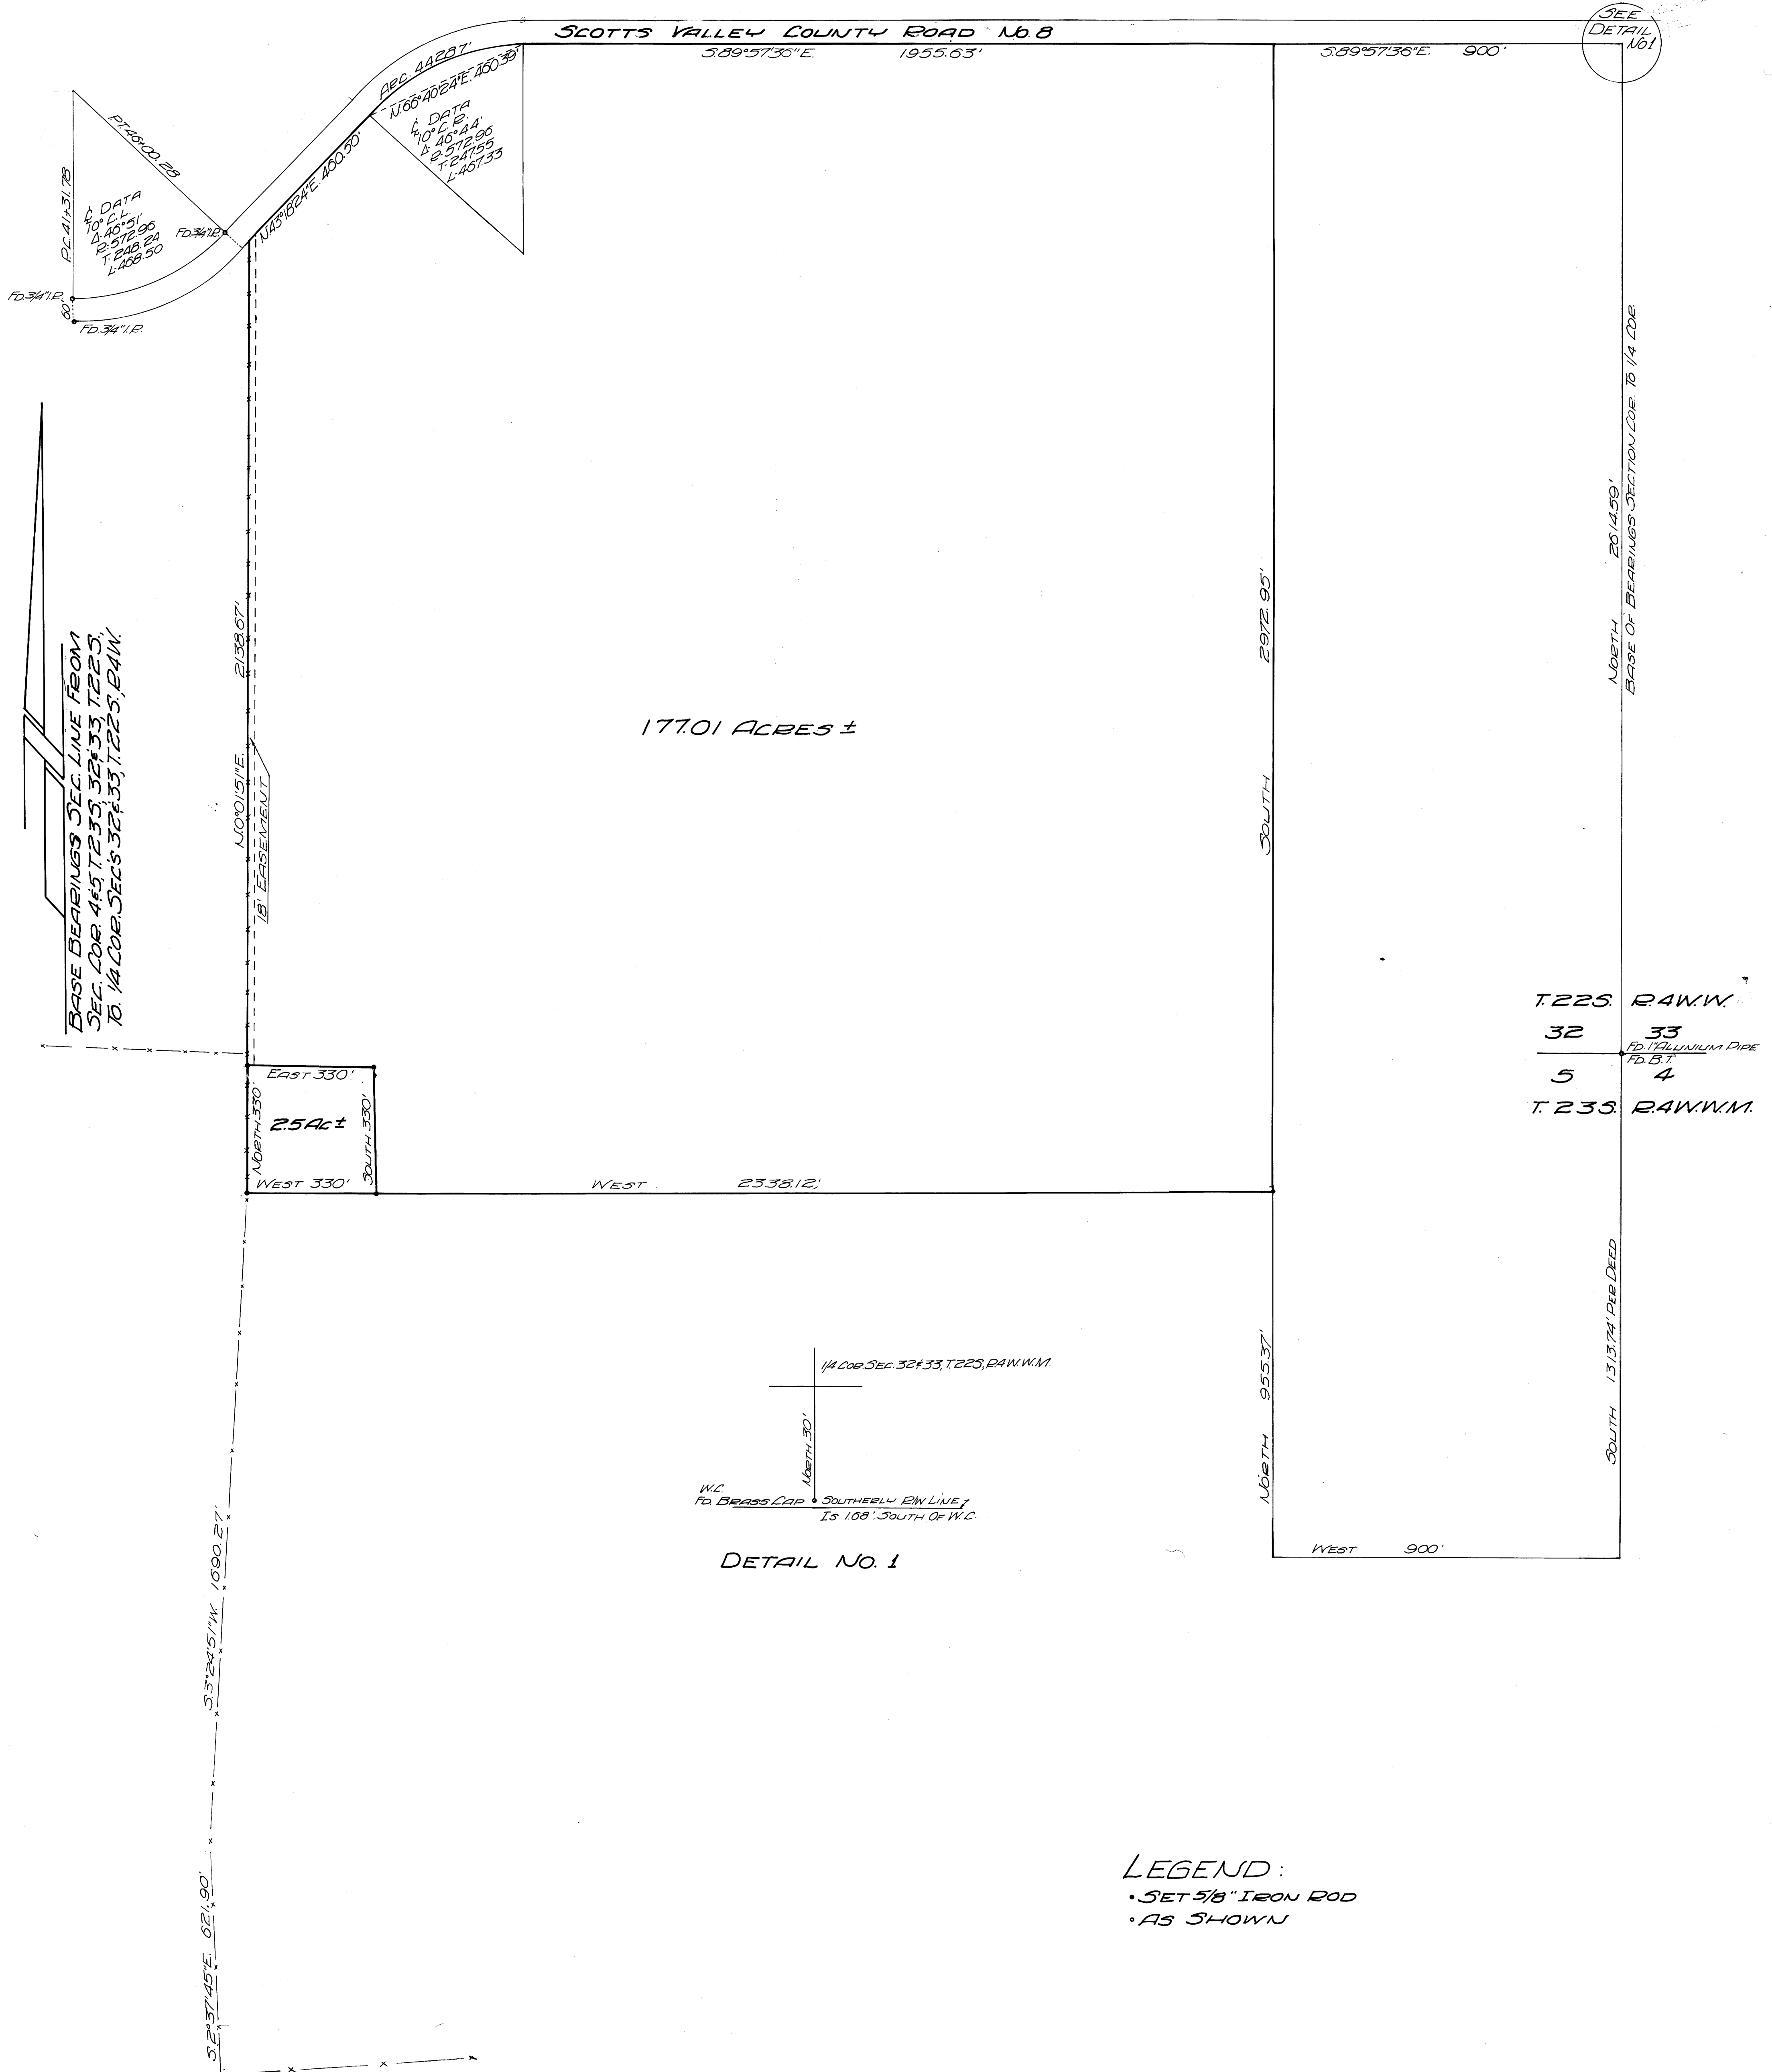 SCOTTS VALLEY COUNTY ROAD No. 8
S.89°57'36"E. 1955.63'
S.89°57'36"E. 900'
SEE
DETAIL
No1
ARC. 442.87'
N.66°40'24"E. 460.39'
℄ DATA
10° C.R.
Δ: 46°44'
R: 572.96
T: 247.55
L: 467.33
N.43°18'24"E. 460.50'
PT. 46+00.28
P.C. 41+31.78
℄ DATA
10° C.L.
Δ: 46°51'
R: 572.96
T: 248.24
L: 468.50
FD. 3/4" I.P.
FD. 3/4" I.P.
60'
FD. 3/4" I.P.
BASE BEARINGS SEC. LINE FROM
SEC. COR. 4&5, T.23S, 32&33, T.22S.,
TO. 1/4 COR. SEC'S 32&33, T.22S., R4W.
N.0°01'51"E. 2138.67'
18' EASEMENT
177.01 ACRES ±
SOUTH 2972.95'
NORTH 2614.59'
BASE OF BEARINGS SECTION COR. TO 1/4 COR.
T.22S. R.4W.W.
32 33
FD. 1" ALUNIUM PIPE
FD. B.T.
5 4
T. 23S. R.4W.W.M.
EAST 330'
NORTH 330'
2.5 AC ±
SOUTH 330'
WEST 330'
WEST 2338.12'
1/4 COR. SEC. 32&33, T.22S, R4W.W.M.
NORTH 30'
W.C.
FD. BRASS CAP
SOUTHERLY R/W LINE
IS 1.68' SOUTH OF W.C.
DETAIL NO. 1
NORTH 955.37'
SOUTH 1313.74' PER DEED
WEST 900'
S.3°24'51"W. 1690.27'
S.2°37'45"E. 621.90'
LEGEND:
• SET 5/8" IRON ROD
° AS SHOWN